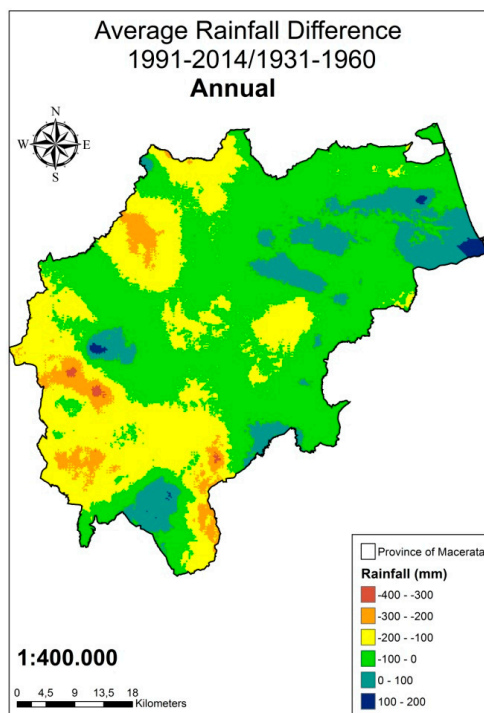 Average Rainfall Difference
1991-2014/1931-1960
Annual
N
W E
S
Province of Macerata
Rainfall (mm)
-400 - -300
-300 - -200
-200 - -100
-100 - 0
0 - 100
100 - 200
1:400.000
0 4,5 9 13,5 18
Kilometers